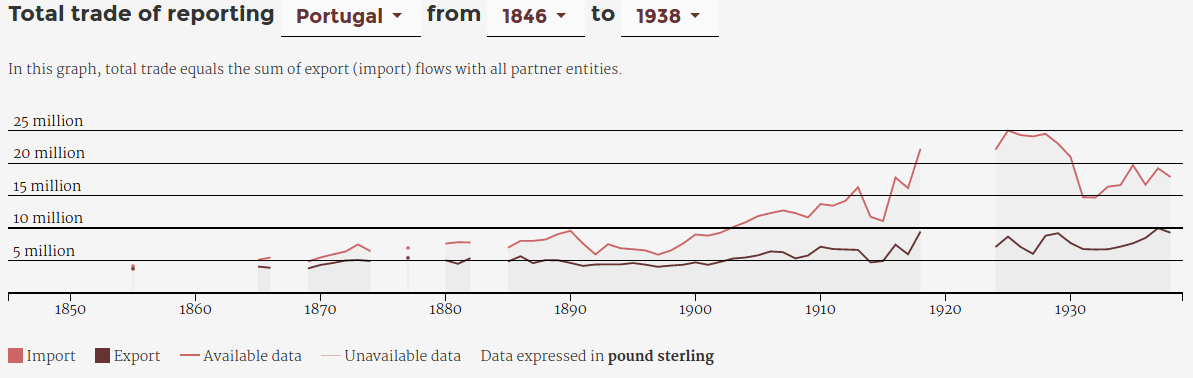 Total trade of reporting Portugal from 1846 to 1938
In this graph, total trade equals the sum of export (import) flows with all partner entities.
25 million
20 million
15 million
10 million
5 million
1850 1860 1870 1880 1890 1900 1910 1920 1930
Import Export Available data Unavailable data Data expressed in pound sterling